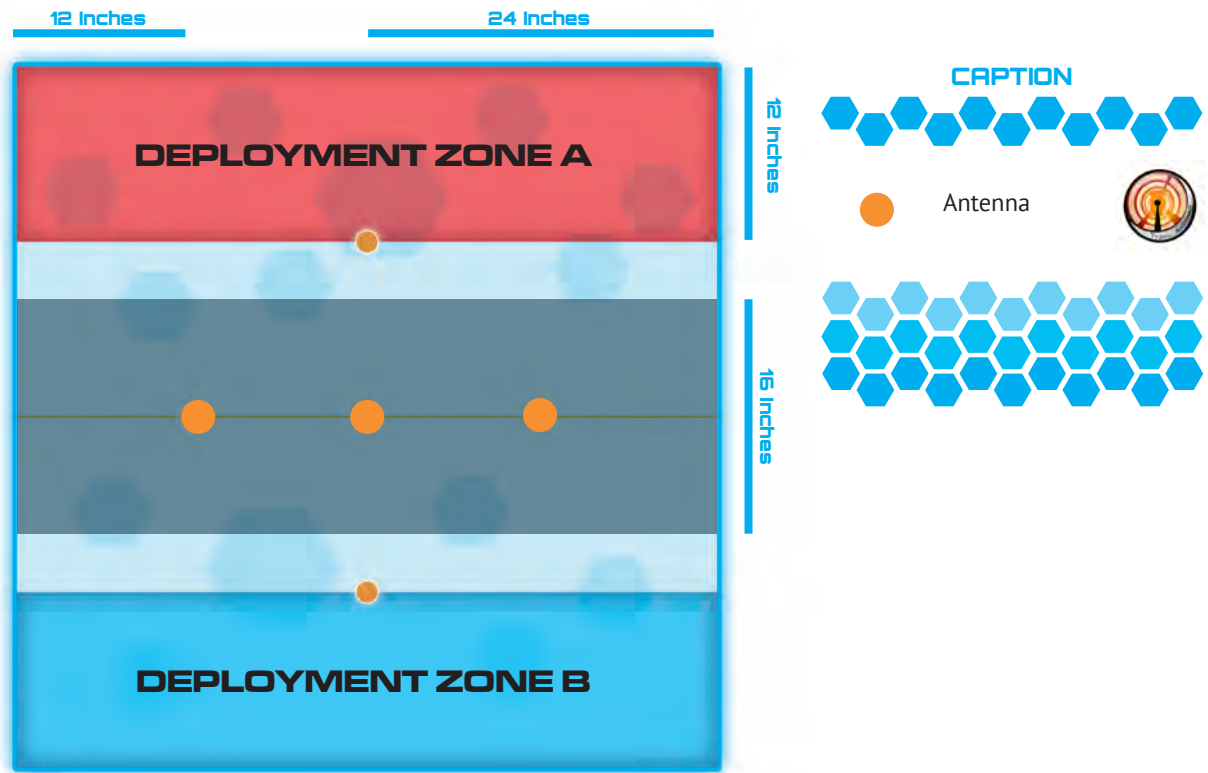 12 Inches
24 Inches
DEPLOYMENT ZONE A
12 Inches
16 Inches
DEPLOYMENT ZONE B
CAPTION
Antenna